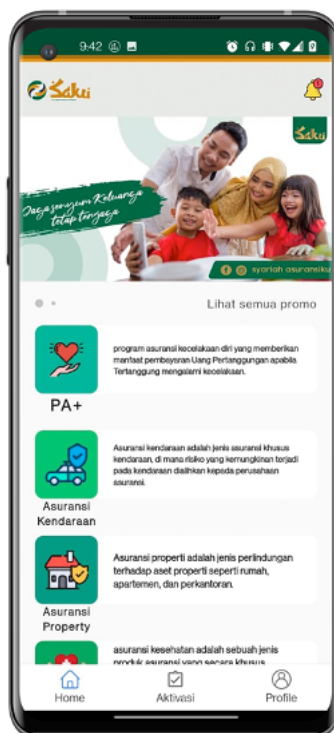 9:42
Sakti
Sakti
Jaga senyum Keluarga
tetap terjaga
syariah asuransiku
Lihat semua promo
program asuransi kecelakaan diri yang memberikan
manfaat pembayaran Uang Pertanggungan apabila
Tertanggung mengalami kecelakaan.
PA+
Asuransi kendaraan adalah jenis asuransi khusus
kendaraan, di mana risiko yang kemungkinan terjadi
pada kendaraan dialihkan kepada perusahaan
asuransi.
Asuransi
Kendaraan
Asuransi properti adalah jenis perlindungan
terhadap aset properti seperti rumah,
apartemen, dan perkantoran.
Asuransi
Property
asuransi kesehatan adalah sebuah jenis
produk asuransi yang secara khusus
Home
Aktivasi
Profile